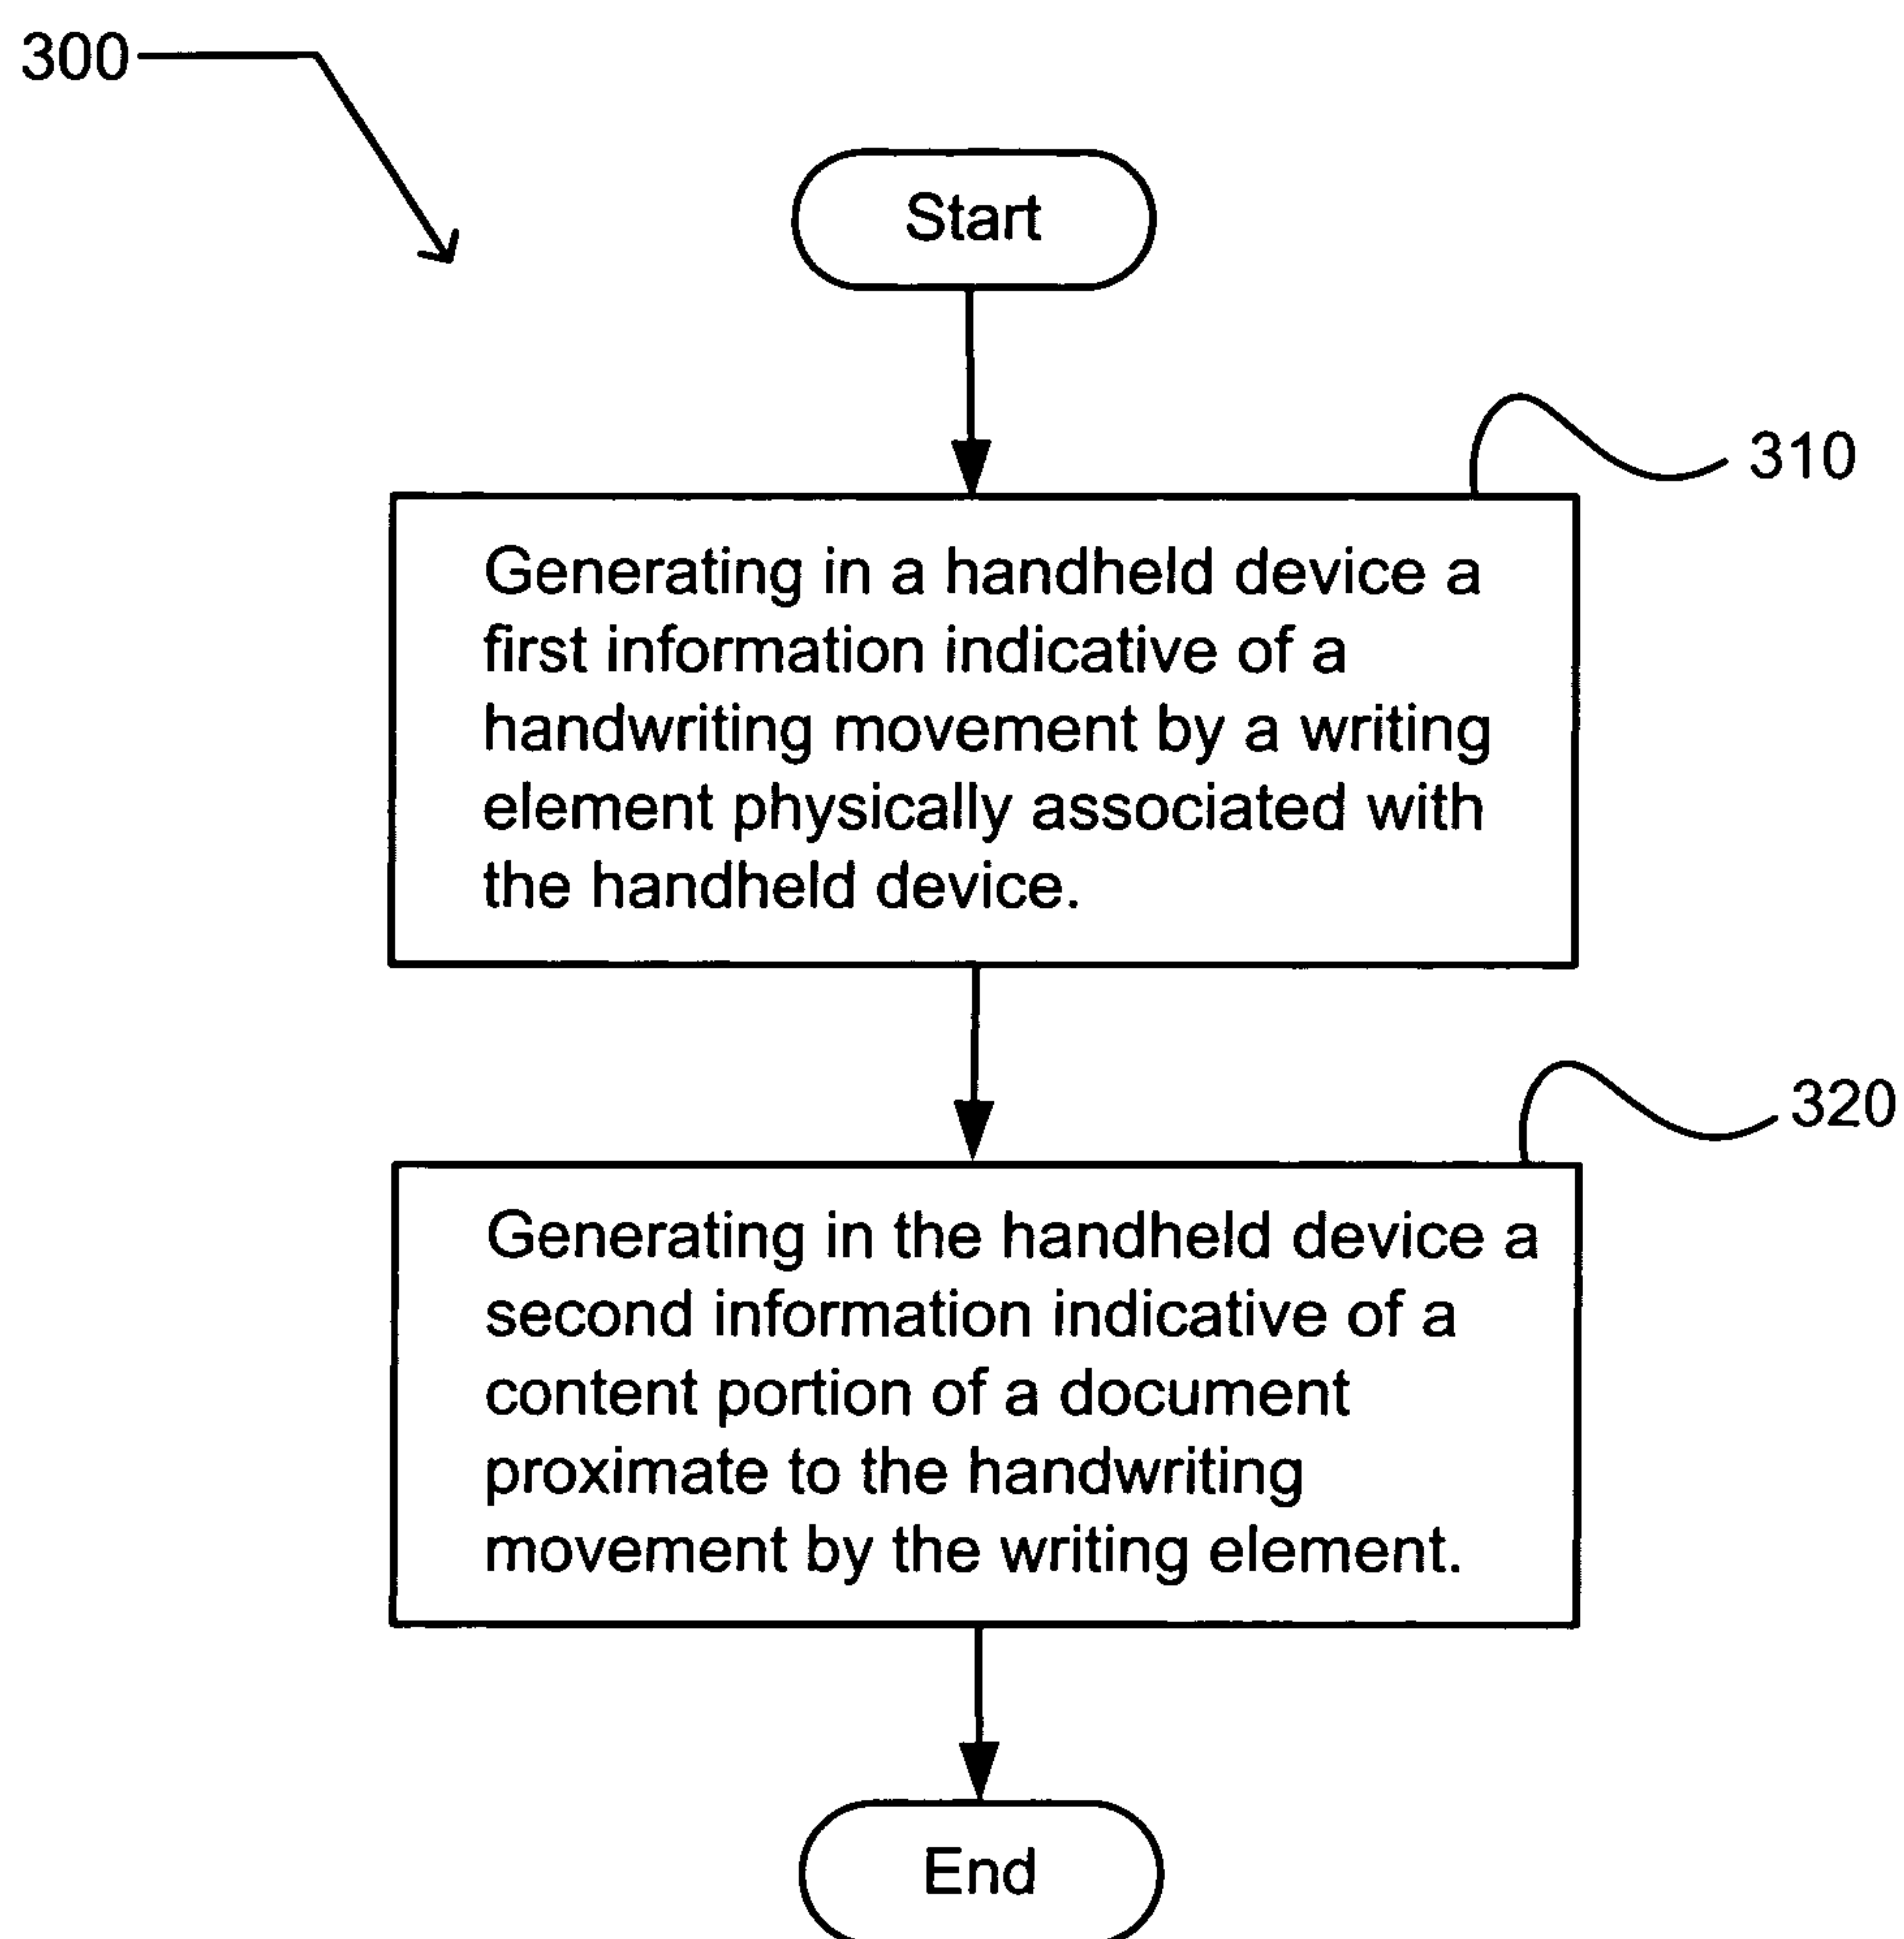 300
Start
310
Generating in a handheld device a
first information indicative of a
handwriting movement by a writing
element physically associated with
the handheld device.
320
Generating in the handheld device a
second information indicative of a
content portion of a document
proximate to the handwriting
movement by the writing element.
End